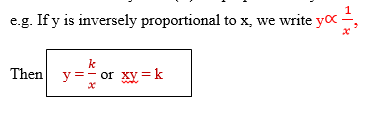 e.g. If y is inversely proportional to x, we write y∝ 1/x,
Then y = k/x or xy = k